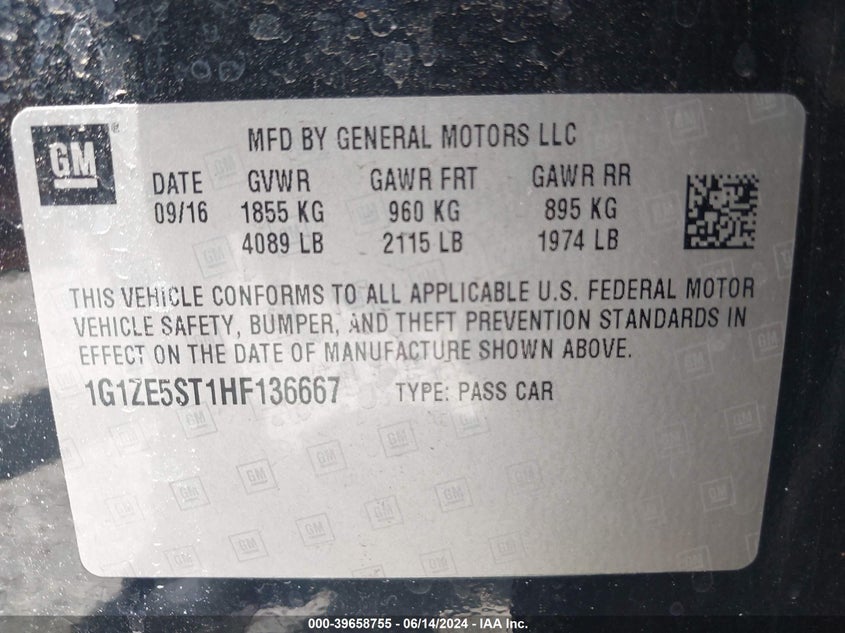 GM
MFD BY GENERAL MOTORS LLC
DATE GVWR GAWR FRT GAWR RR
09/16 1855 KG 960 KG 895 KG
4089 LB 2115 LB 1974 LB
THIS VEHICLE CONFORMS TO ALL APPLICABLE U.S. FEDERAL MOTOR
VEHICLE SAFETY, BUMPER, AND THEFT PREVENTION STANDARDS IN
EFFECT ON THE DATE OF MANUFACTURE SHOWN ABOVE.
1G1ZE5ST1HF136667 TYPE: PASS CAR
000-39658755 - 06/14/2024 - IAA Inc.